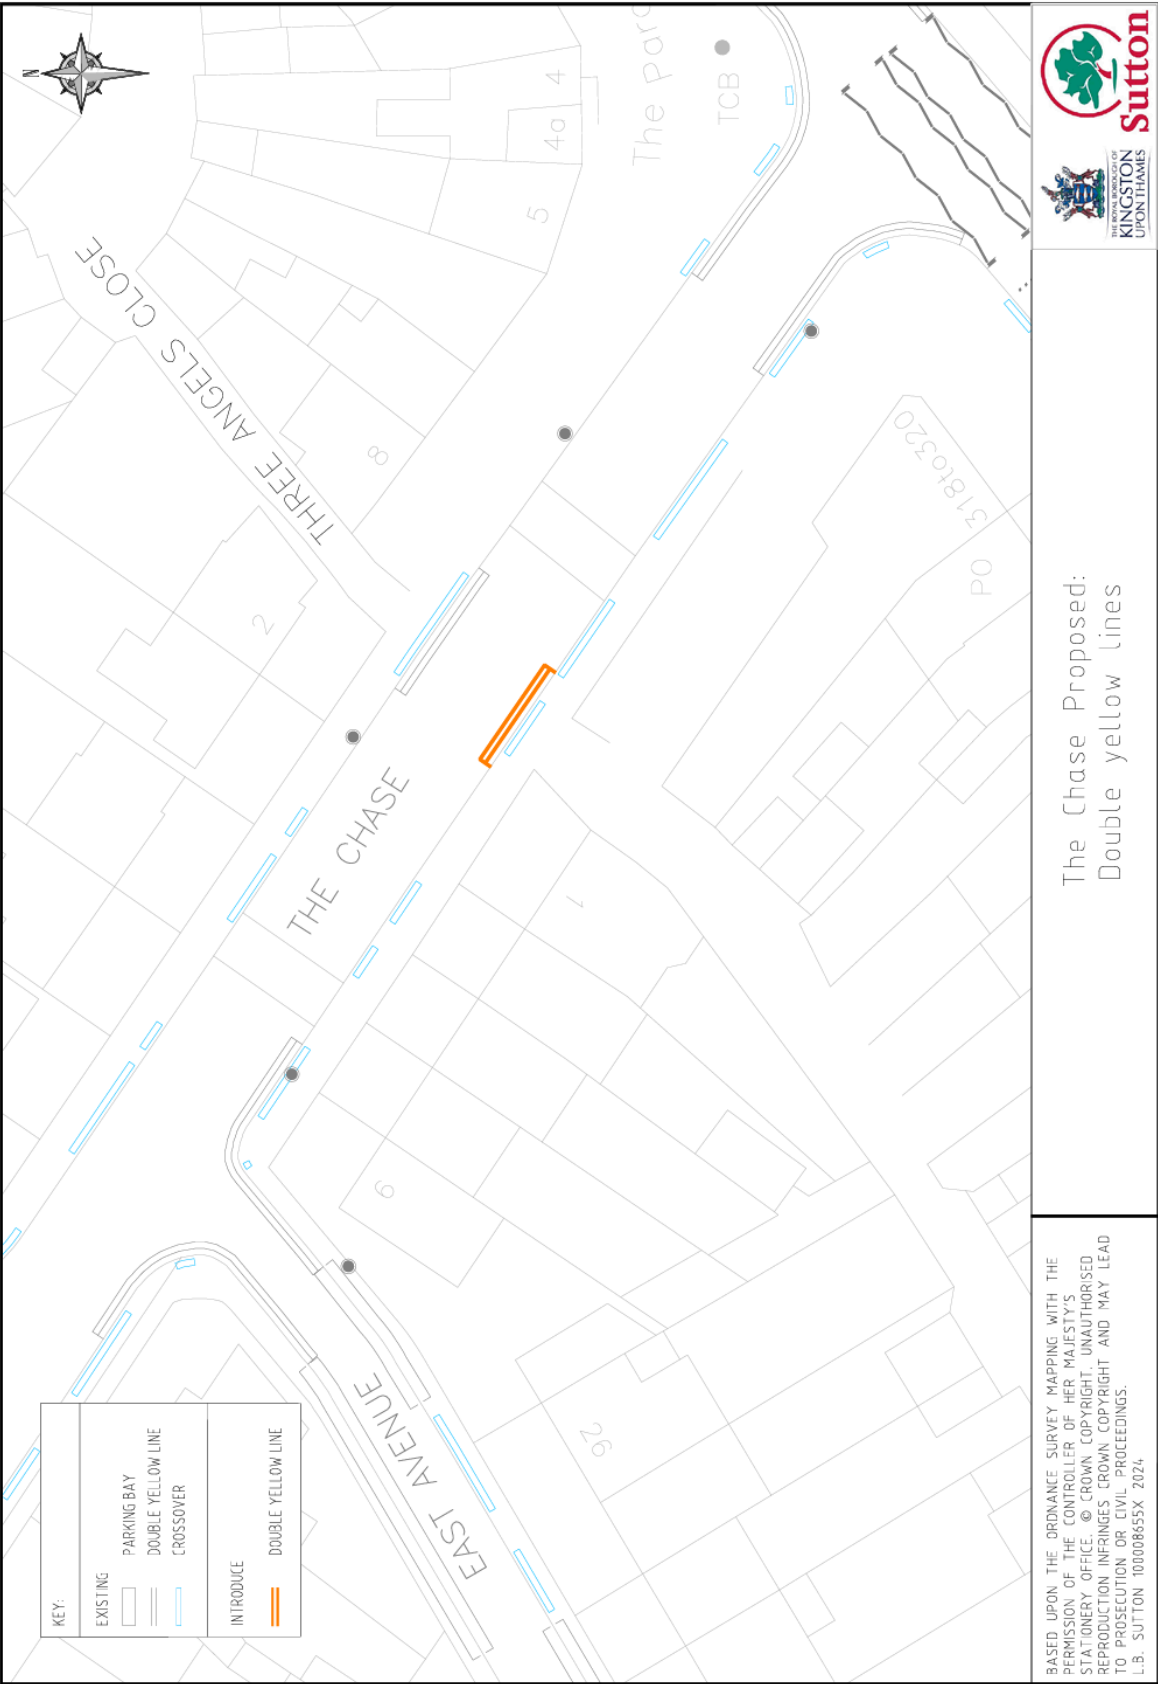 N
THREE ANGELS CLOSE
THE CHASE
EAST AVENUE
TCB
4
4a
5
8
2
1
6
26
318to320
PO
KEY:
EXISTING
PARKING BAY
DOUBLE YELLOW LINE
CROSSOVER
INTRODUCE
DOUBLE YELLOW LINE
BASED UPON THE ORDNANCE SURVEY MAPPING WITH THE
PERMISSION OF THE CONTROLLER OF HER MAJESTY'S
STATIONERY OFFICE. © CROWN COPYRIGHT. UNAUTHORISED
REPRODUCTION INFRINGES CROWN COPYRIGHT AND MAY LEAD
TO PROSECUTION OR CIVIL PROCEEDINGS.
L.B. SUTTON 100008655X 2024
The Chase Proposed:
Double yellow lines
THE ROYAL BOROUGH OF
KINGSTON
UPON THAMES
Sutton